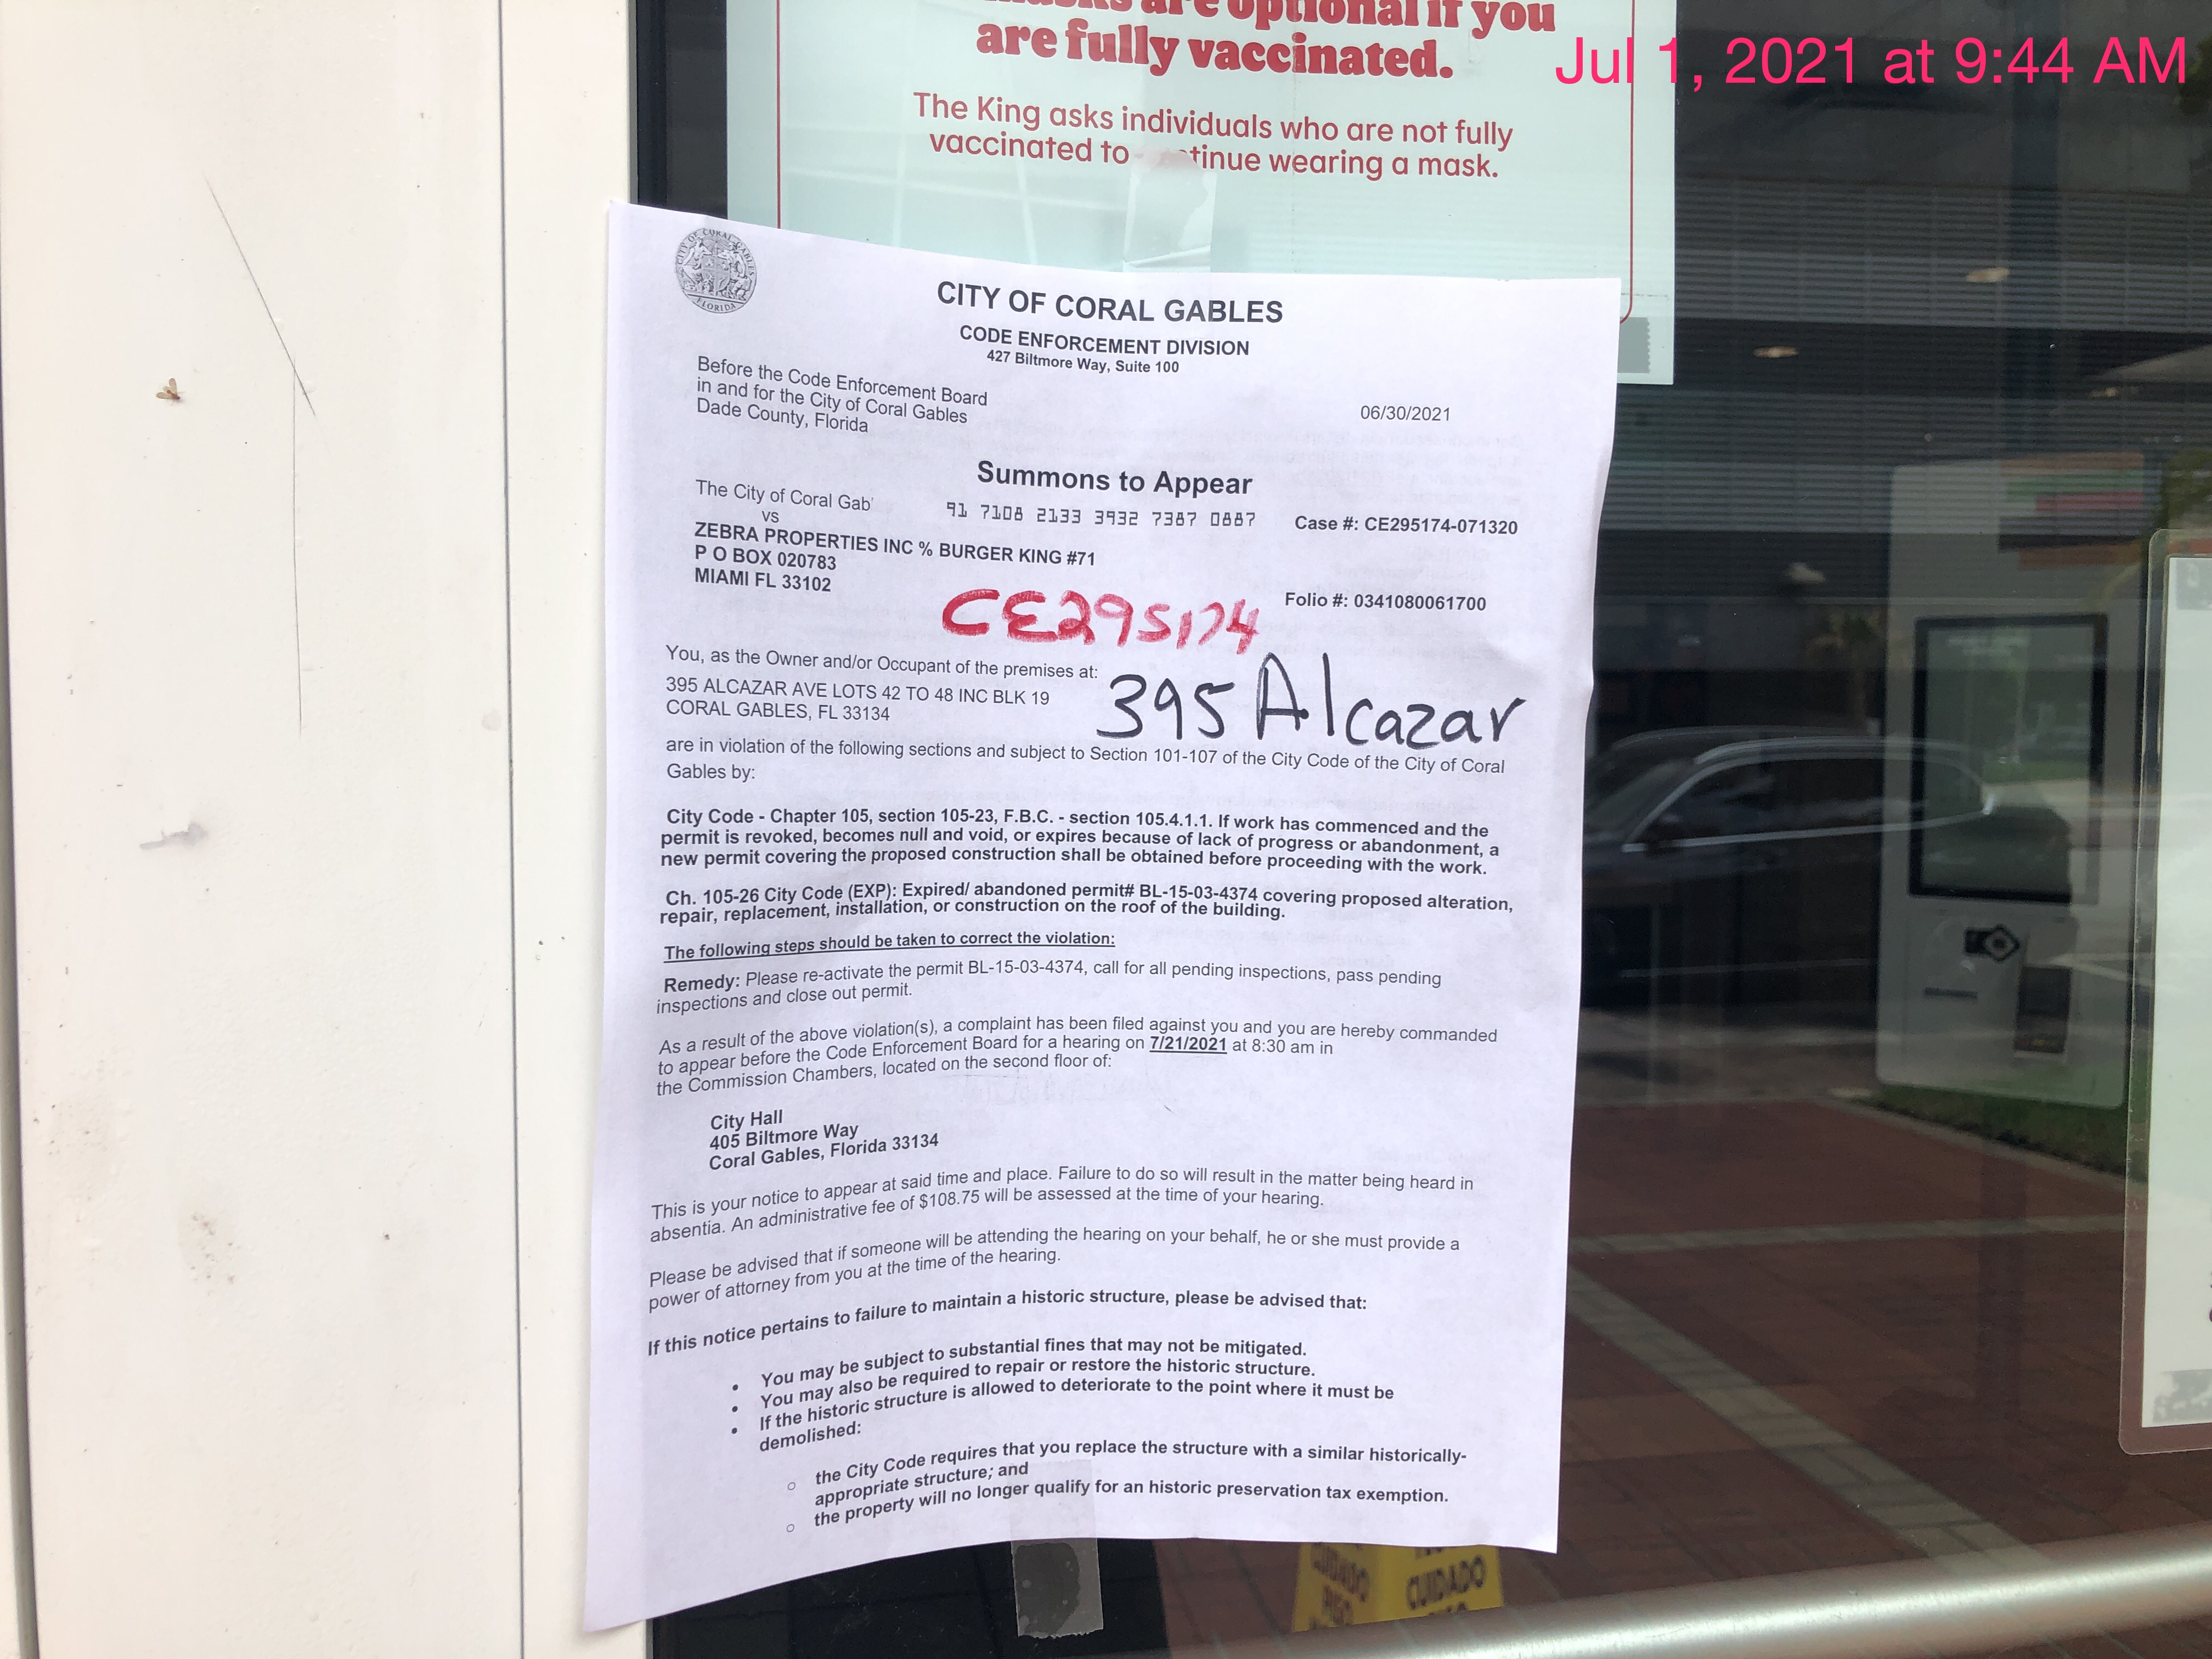 masks are optional if you
are fully vaccinated.
Jul 1, 2021 at 9:44 AM
The King asks individuals who are not fully
vaccinated to tinue wearing a mask.
CITY OF CORAL GABLES
FLORIDA
CITY OF CORAL GABLES
CODE ENFORCEMENT DIVISION
427 Biltmore Way, Suite 100
Before the Code Enforcement Board
in and for the City of Coral Gables
Dade County, Florida
06/30/2021
Summons to Appear
The City of Coral Gab
91 7108 2133 3932 7387 0887
Case #: CE295174-071320
vs
ZEBRA PROPERTIES INC % BURGER KING #71
P O BOX 020783
MIAMI FL 33102
Folio #: 0341080061700
CE295174
You, as the Owner and/or Occupant of the premises at:
395 ALCAZAR AVE LOTS 42 TO 48 INC BLK 19
CORAL GABLES, FL 33134
395 Alcazar
are in violation of the following sections and subject to Section 101-107 of the City Code of the City of Coral
Gables by:
City Code - Chapter 105, section 105-23, F.B.C. - section 105.4.1.1. If work has commenced and the
permit is revoked, becomes null and void, or expires because of lack of progress or abandonment, a
new permit covering the proposed construction shall be obtained before proceeding with the work.
Ch. 105-26 City Code (EXP): Expired/ abandoned permit# BL-15-03-4374 covering proposed alteration,
repair, replacement, installation, or construction on the roof of the building.
The following steps should be taken to correct the violation:
Remedy: Please re-activate the permit BL-15-03-4374, call for all pending inspections, pass pending
inspections and close out permit.
As a result of the above violation(s), a complaint has been filed against you and you are hereby commanded
to appear before the Code Enforcement Board for a hearing on 7/21/2021 at 8:30 am in
the Commission Chambers, located on the second floor of:
City Hall
405 Biltmore Way
Coral Gables, Florida 33134
This is your notice to appear at said time and place. Failure to do so will result in the matter being heard in
absentia. An administrative fee of $108.75 will be assessed at the time of your hearing.
Please be advised that if someone will be attending the hearing on your behalf, he or she must provide a
power of attorney from you at the time of the hearing.
If this notice pertains to failure to maintain a historic structure, please be advised that:
• You may be subject to substantial fines that may not be mitigated.
• You may also be required to repair or restore the historic structure.
• If the historic structure is allowed to deteriorate to the point where it must be
demolished:
○ the City Code requires that you replace the structure with a similar historically-
appropriate structure; and
○ the property will no longer qualify for an historic preservation tax exemption.
CUIDADO
PISO
CUIDADO